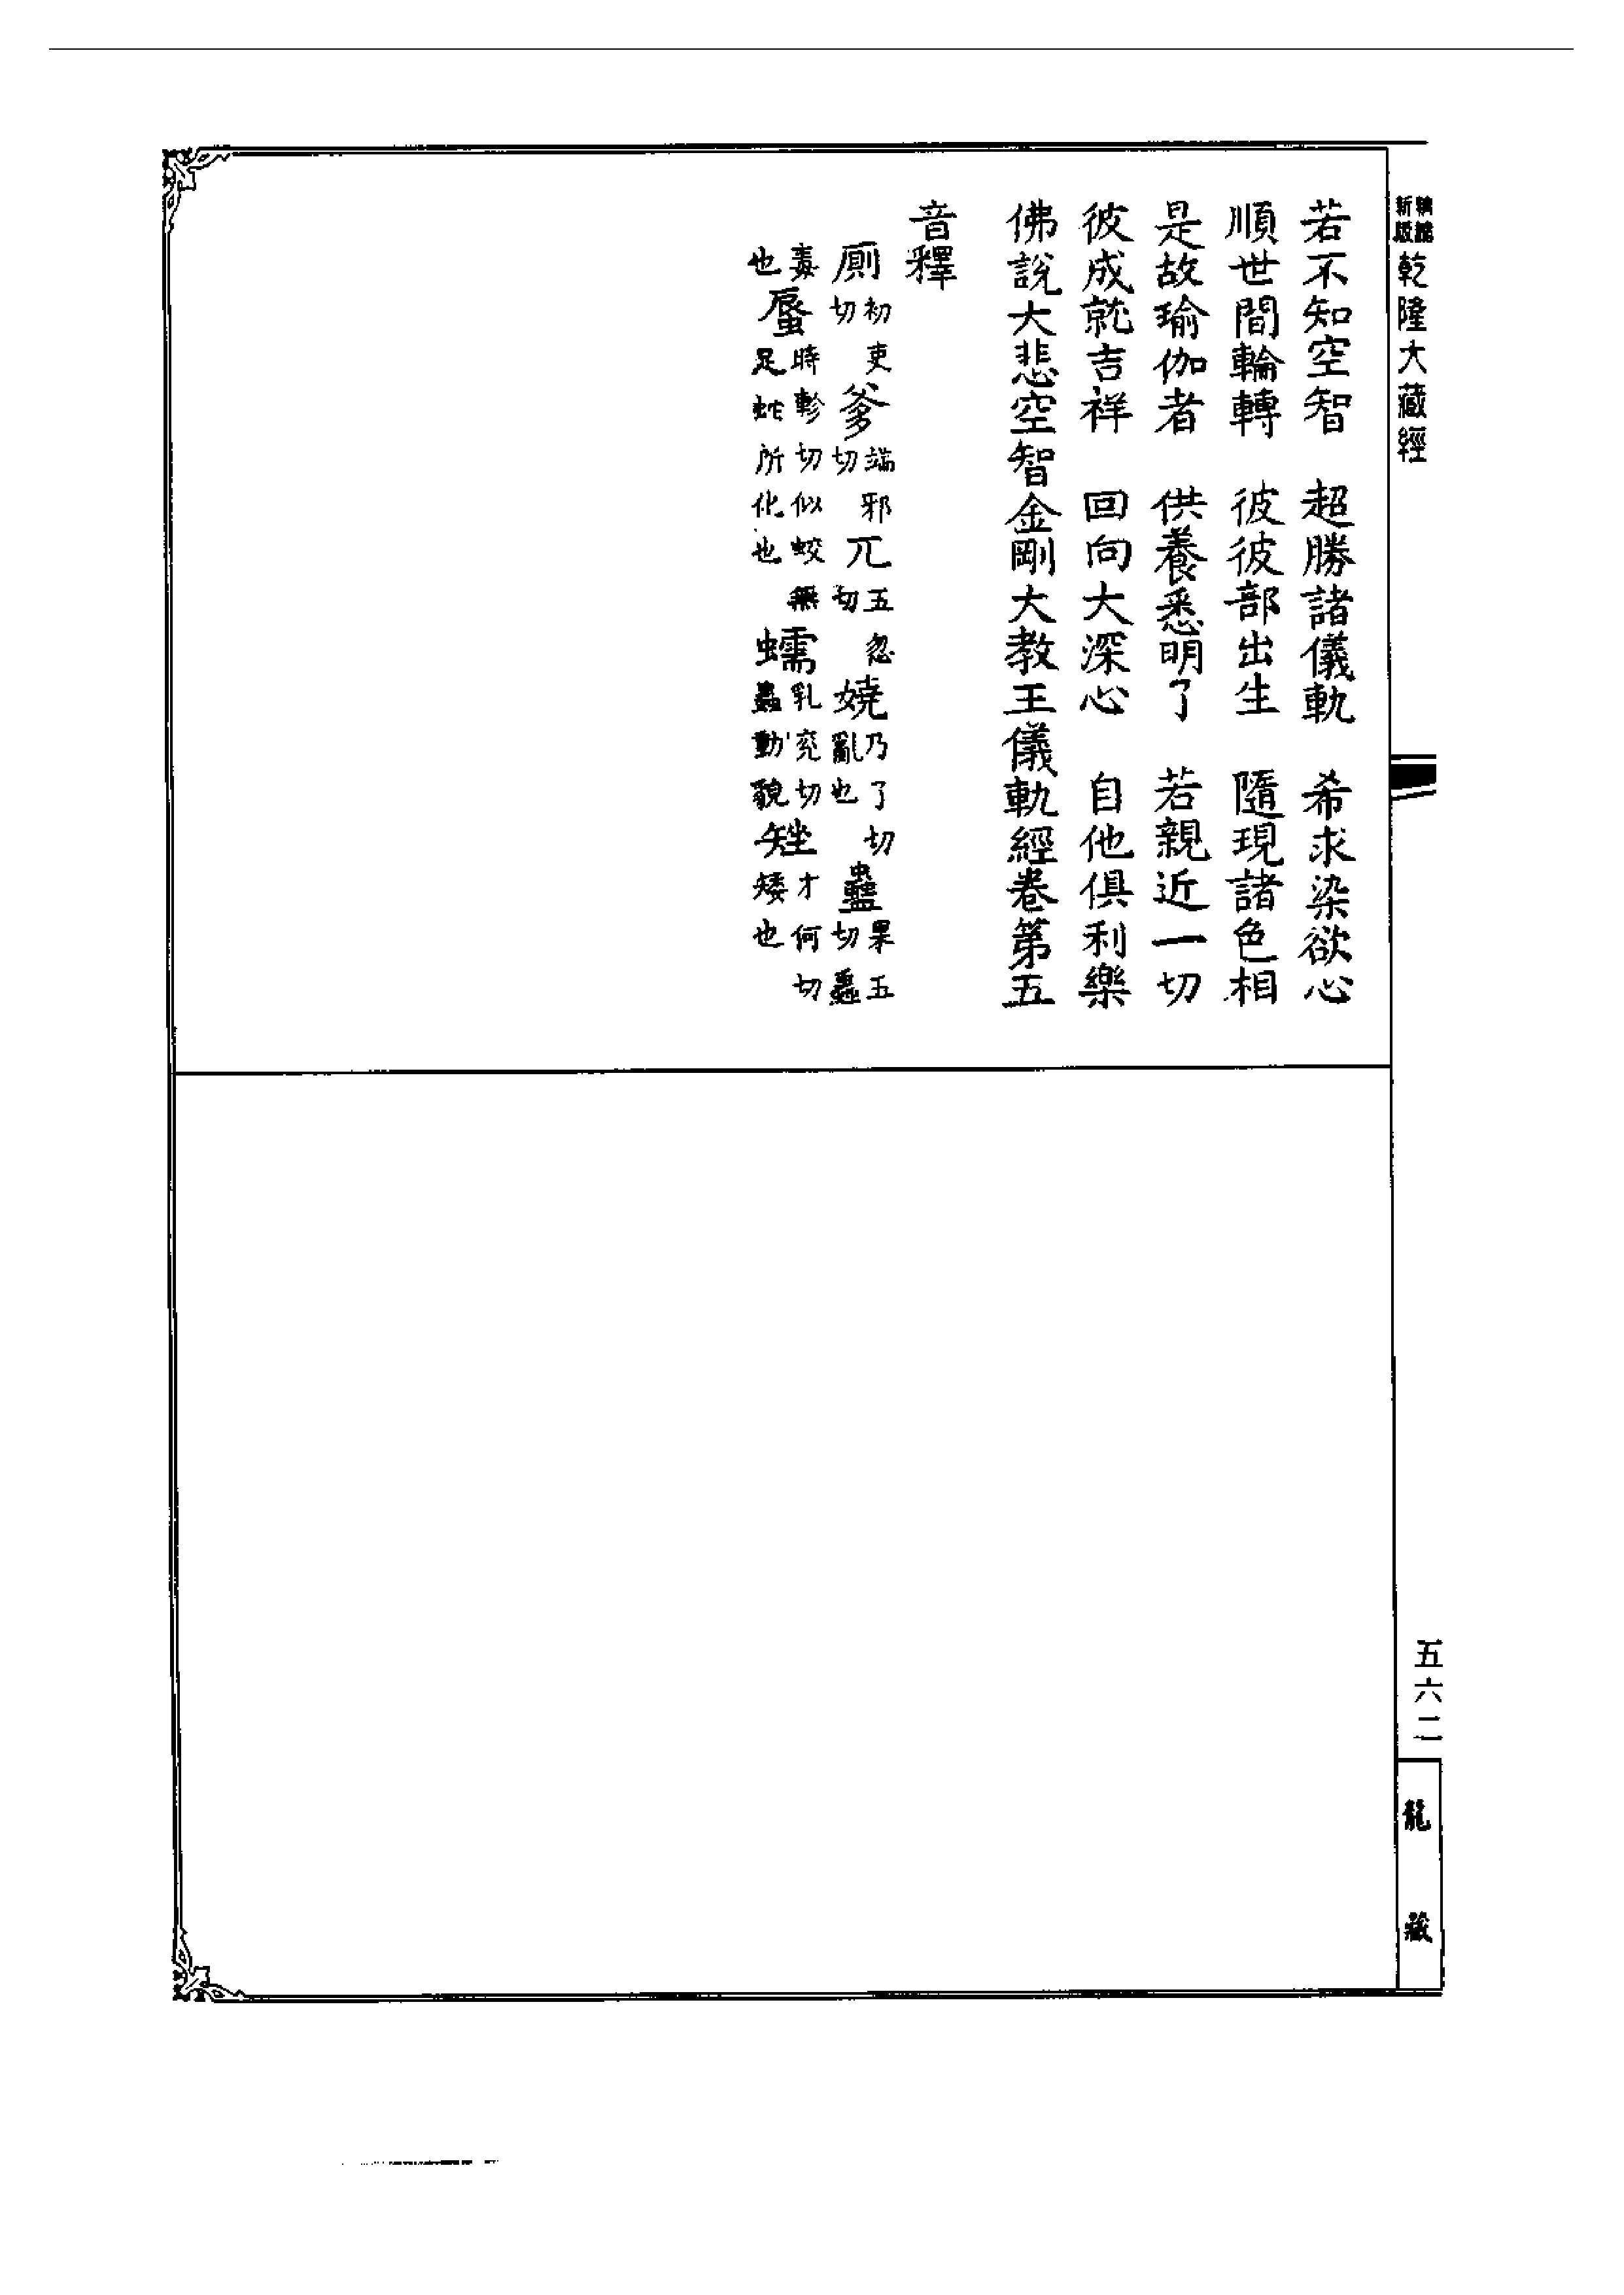 新版乾隆大藏經
若不知空智　超勝諸儀軌　希求染欲心
順世間輪轉　彼彼部出生　隨現諸色相
是故瑜伽者　供養悉明了　若親近一切
彼成就吉祥　回向大深心　自他俱利樂
佛說大悲空智金剛大教王儀軌經卷第五
音釋
廁初吏切爹端邪切兀五忽切嬈乃了切亂也蠱果五切蠱
毒也蜃時軫切似蛟無足蛇所化也蠕乳兖切蟲動貌矬才何切矮也
五六二
龍藏